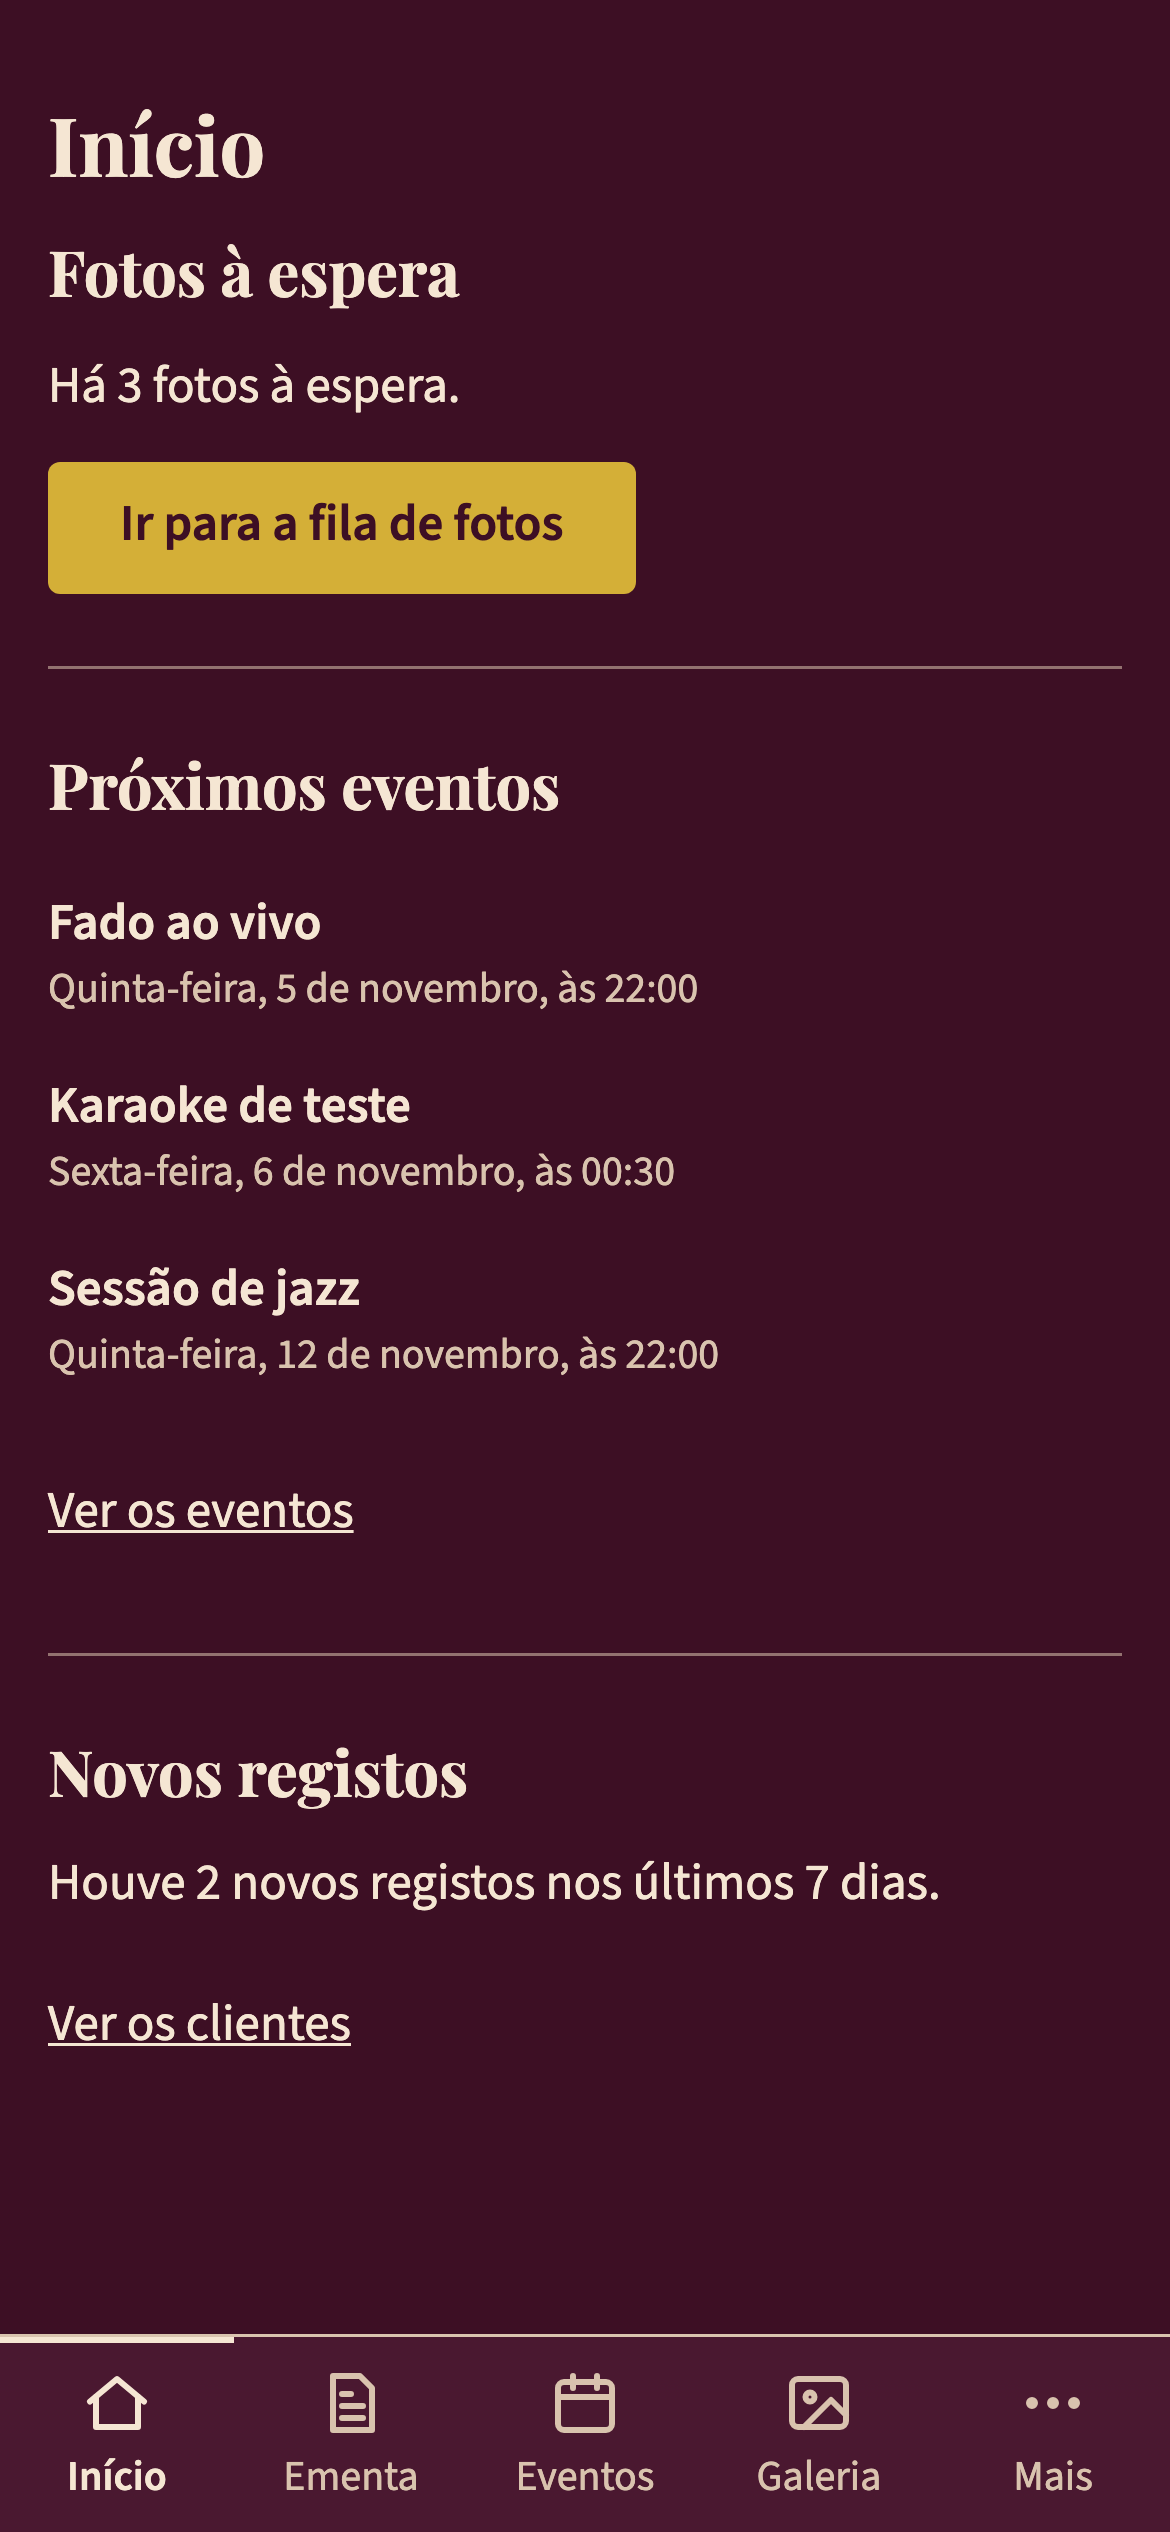 Início
Fotos à espera
Há 3 fotos à espera.
Ir para a fila de fotos
Próximos eventos
Fado ao vivo
Quinta-feira, 5 de novembro, às 22:00
Karaoke de teste
Sexta-feira, 6 de novembro, às 00:30
Sessão de jazz
Quinta-feira, 12 de novembro, às 22:00
Ver os eventos
Novos registos
Houve 2 novos registos nos últimos 7 dias.
Ver os clientes
Início
Ementa
Eventos
Galeria
Mais